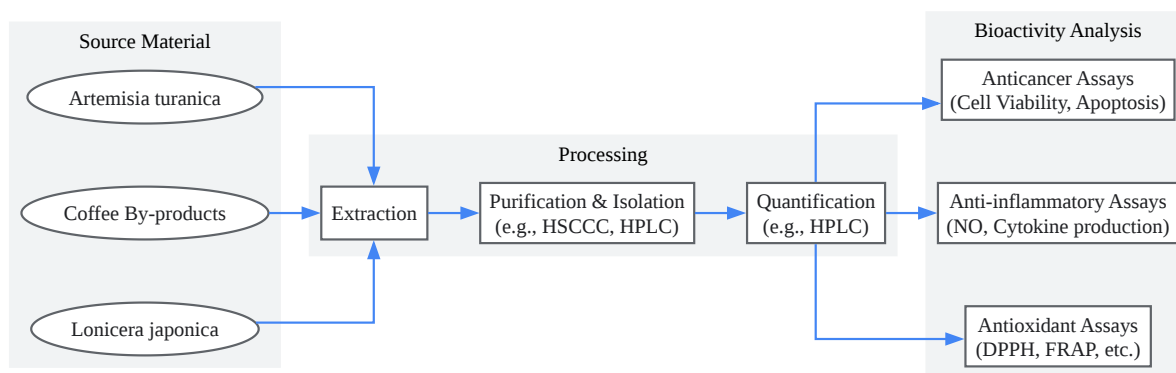 Source Material
Artemisia turanica
Coffee By-products
Lonicera japonica
Processing
Extraction
Purification & Isolation
(e.g., HSCCC, HPLC)
Quantification
(e.g., HPLC)
Bioactivity Analysis
Anticancer Assays
(Cell Viability, Apoptosis)
Anti-inflammatory Assays
(NO, Cytokine production)
Antioxidant Assays
(DPPH, FRAP, etc.)